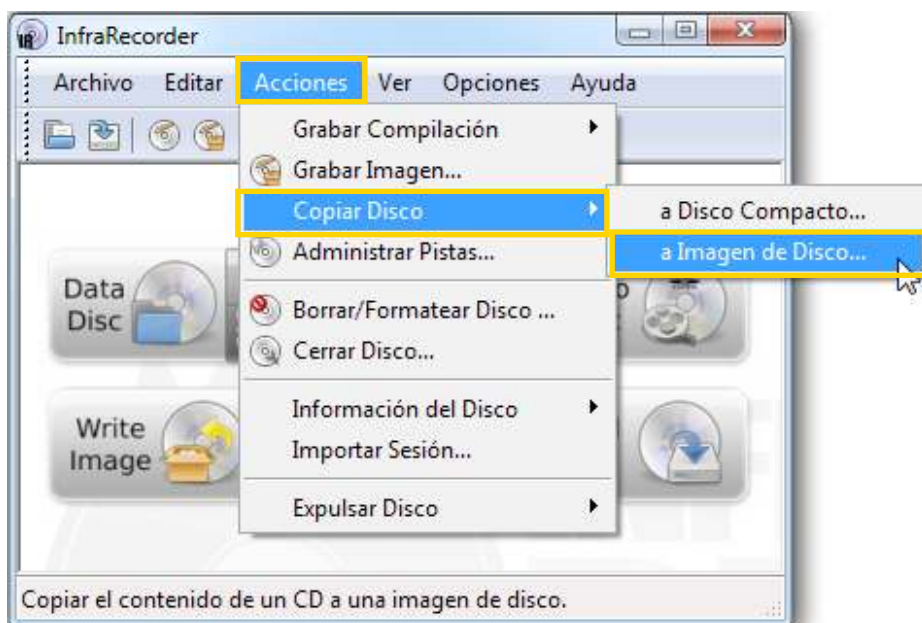 InfraRecorder
Archivo Editar Acciones Ver Opciones Ayuda
Grabar Compilación
Grabar Imagen...
Copiar Disco
a Disco Compacto...
Administrar Pistas...
a Imagen de Disco...
Data
Disc
Borrar/Formatear Disco ...
Cerrar Disco...
Write
Image
Información del Disco
Importar Sesión...
Expulsar Disco
Copiar el contenido de un CD a una imagen de disco.